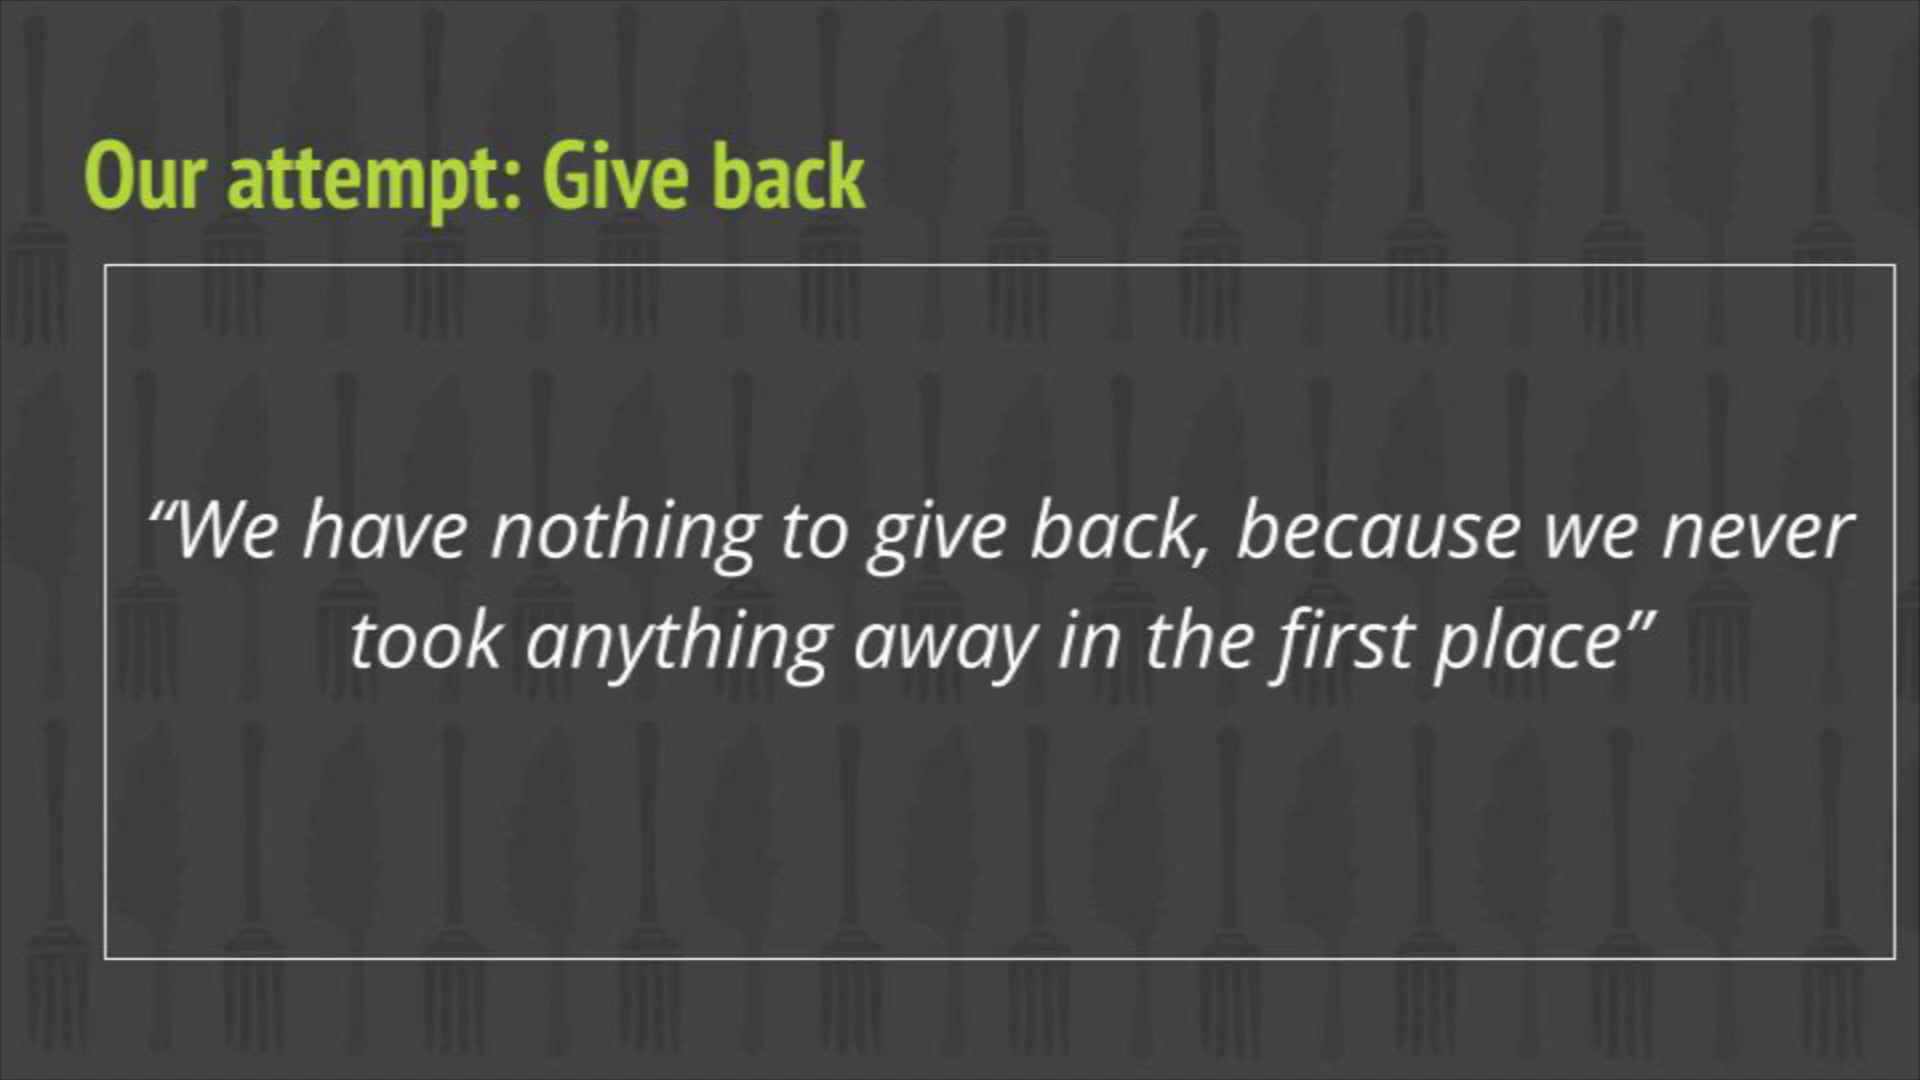 Our attempt: Give back
“We have nothing to give back, because we never
took anything away in the first place”